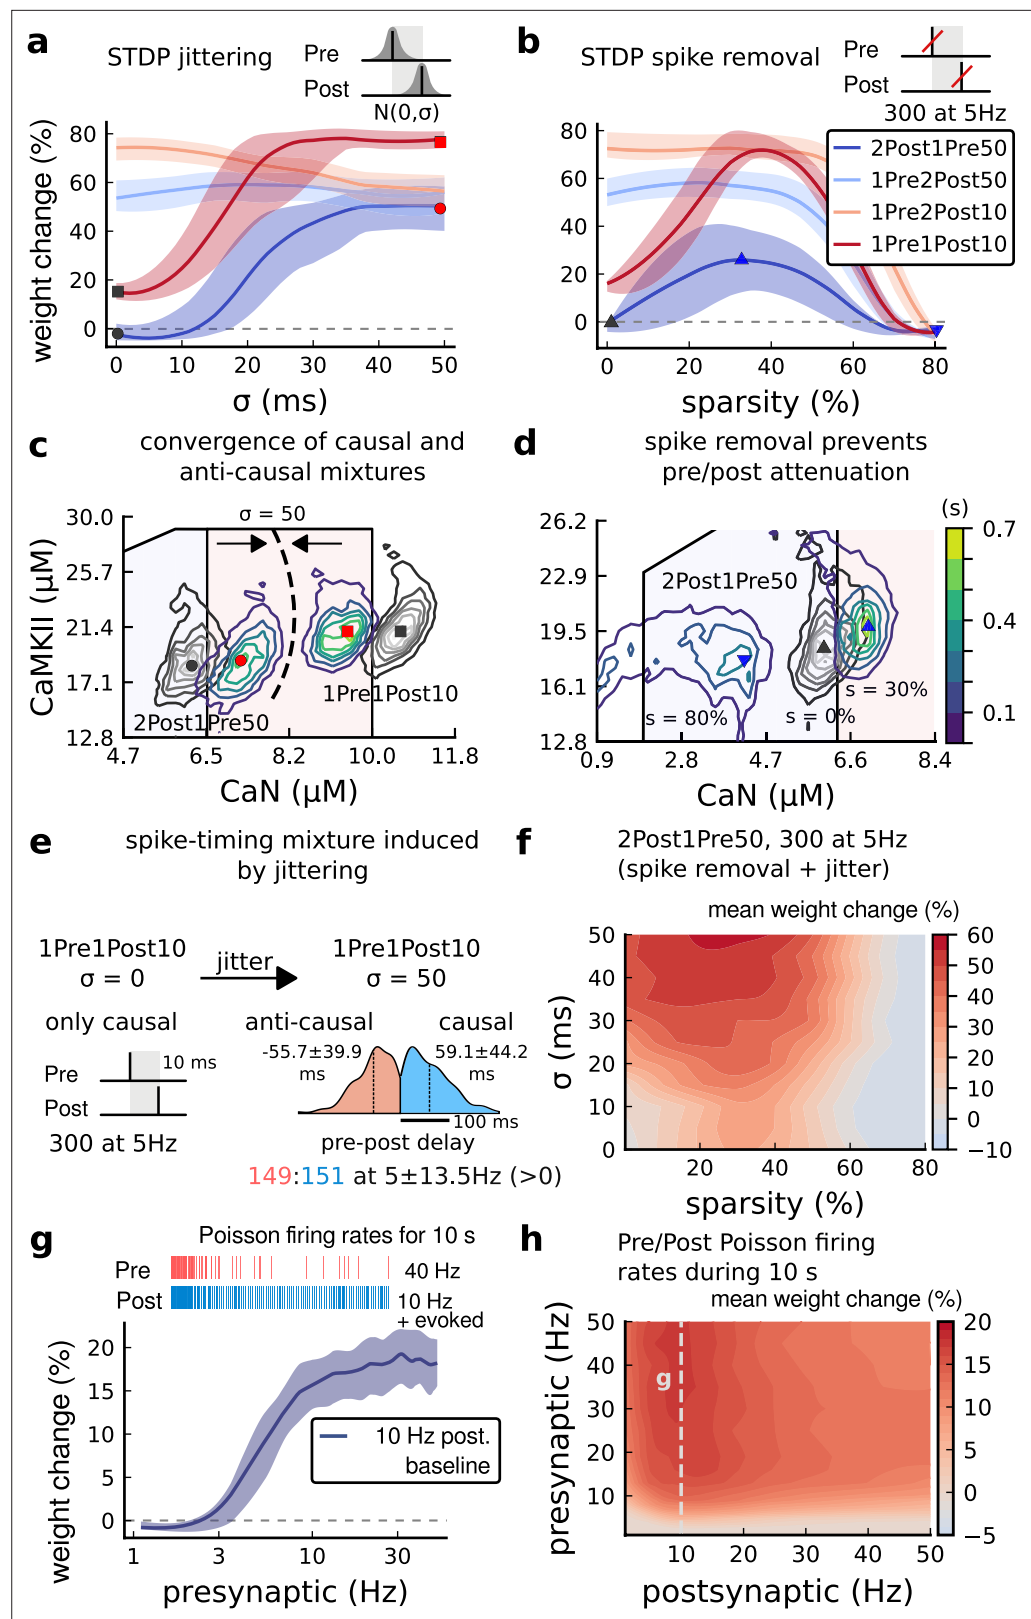 a
STDP jittering
Pre
Post
N(0,σ)
weight change (%)
80
60
40
20
0
0
10
20
30
40
50
σ (ms)
b
STDP spike removal
Pre
Post
300 at 5Hz
2Post1Pre50
1Pre2Post50
1Pre2Post10
1Pre1Post10
80
60
40
20
0
0
20
40
60
80
sparsity (%)
c
convergence of causal and
anti-causal mixtures
σ = 50
CaMKII (μM)
30.0
25.7
21.4
17.1
12.8
2Post1Pre50
1Pre1Post10
4.7
6.5
8.2
10.0
11.8
CaN (μM)
d
spike removal prevents
pre/post attenuation
26.2
22.9
19.5
16.1
12.8
2Post1Pre50
s = 80%
s = 0%
s = 30%
0.9
2.8
4.7
6.6
8.4
CaN (μM)
(s)
0.7
0.4
0.1
e
spike-timing mixture induced
by jittering
1Pre1Post10
σ = 0
jitter
1Pre1Post10
σ = 50
only causal
Pre
10 ms
Post
300 at 5Hz
anti-causal
causal
-55.7±39.9
ms
59.1±44.2
ms
100 ms
pre-post delay
149:151 at 5±13.5Hz (>0)
f
2Post1Pre50, 300 at 5Hz
(spike removal + jitter)
mean weight change (%)
σ (ms)
50
40
30
20
10
0
20
40
60
80
sparsity (%)
60
50
40
30
20
10
0
−10
g
Poisson firing rates for 10 s
Pre
40 Hz
Post
10 Hz
+ evoked
weight change (%)
20
15
10
5
0
10 Hz post.
baseline
1
3
10
30
presynaptic (Hz)
h
Pre/Post Poisson firing
rates during 10 s
mean weight change (%)
presynaptic (Hz)
50
40
30
20
10
g
10
20
30
40
50
postsynaptic (Hz)
20
15
10
5
0
−5